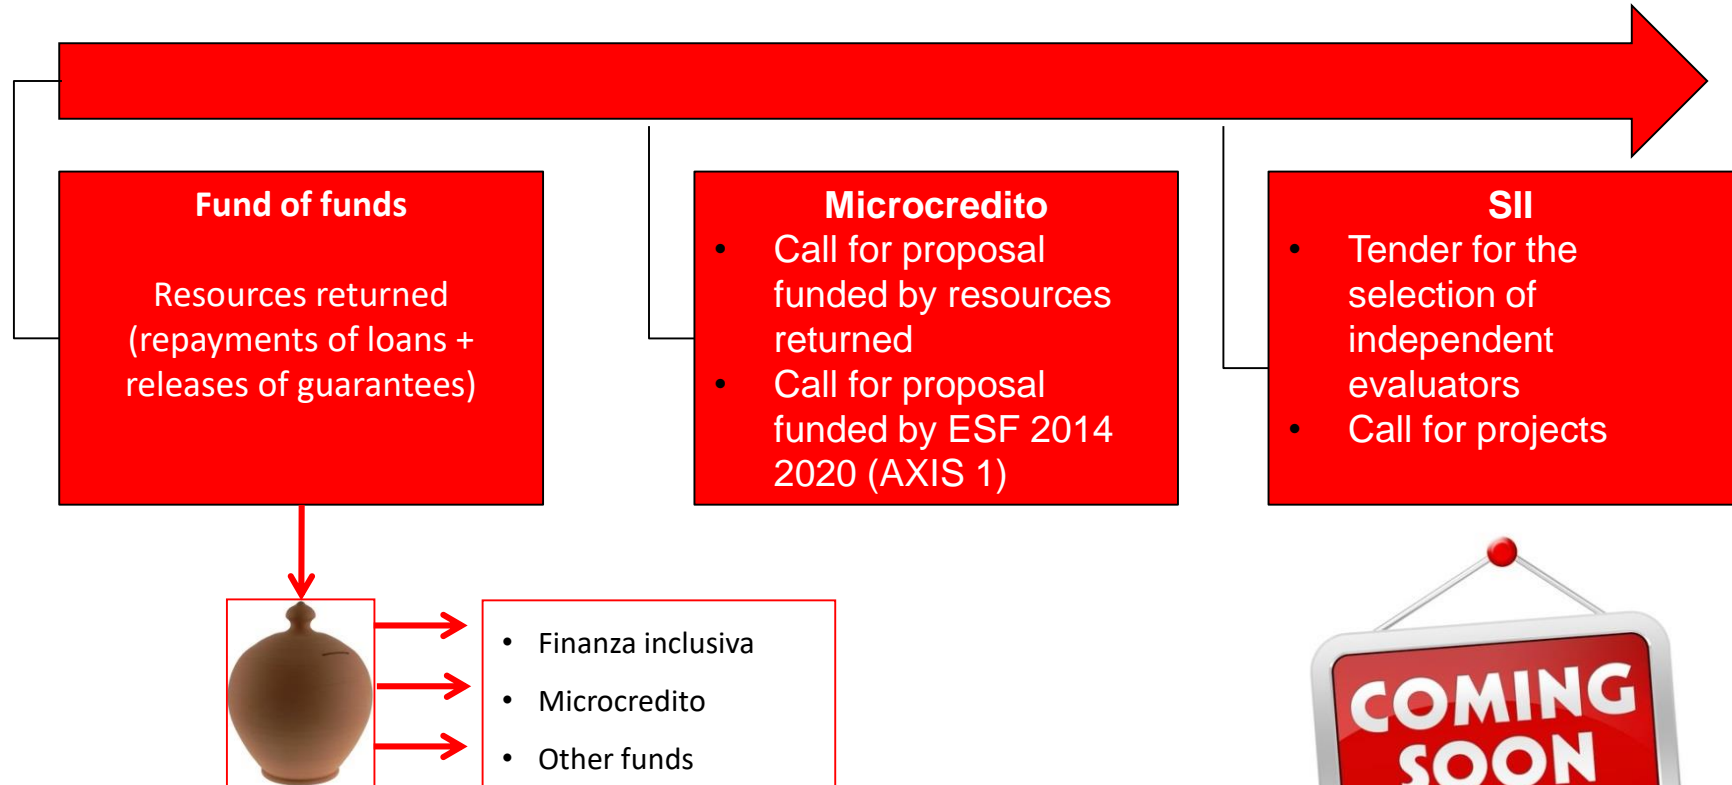 Fund of funds
Resources returned
(repayments of loans +
releases of guarantees)
Microcredito
• Call for proposal
funded by resources
returned
• Call for proposal
funded by ESF 2014
2020 (AXIS 1)
SII
• Tender for the
selection of
independent
evaluators
• Call for projects
• Finanza inclusiva
• Microcredito
• Other funds
COMING
SOON